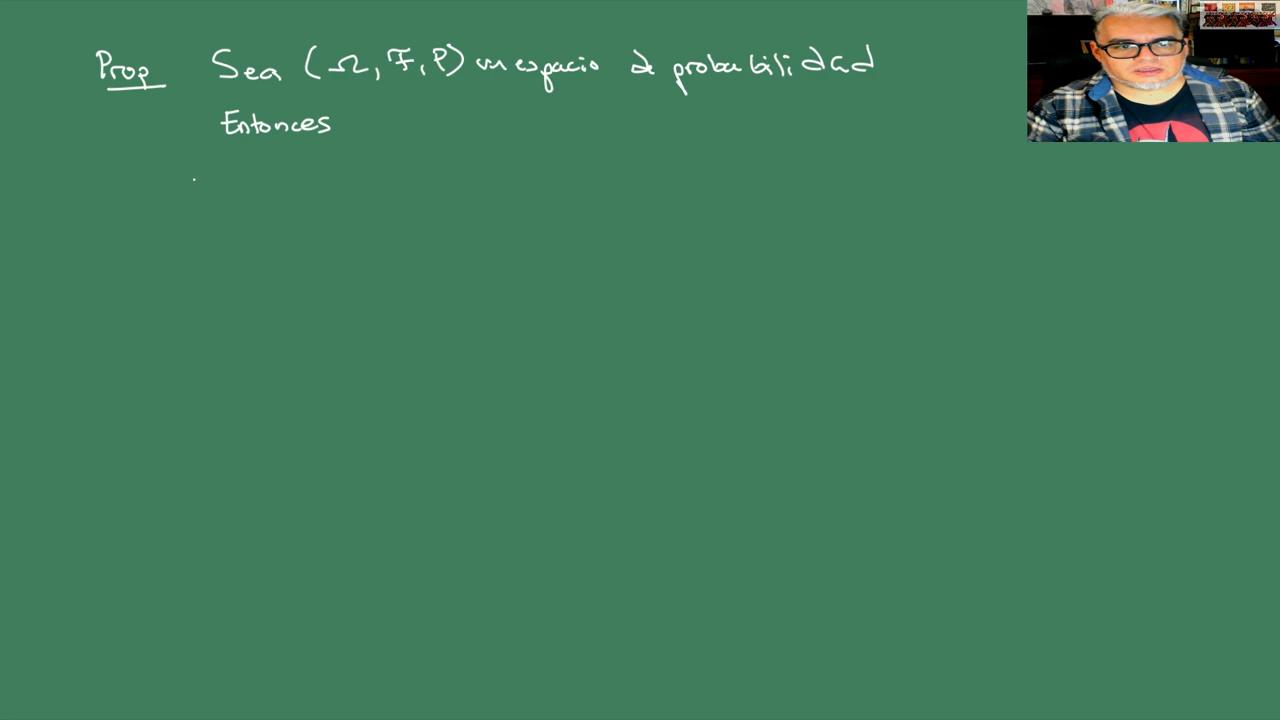 Prop Sea (Ω, F, P) un espacio de probabilidad
Entonces